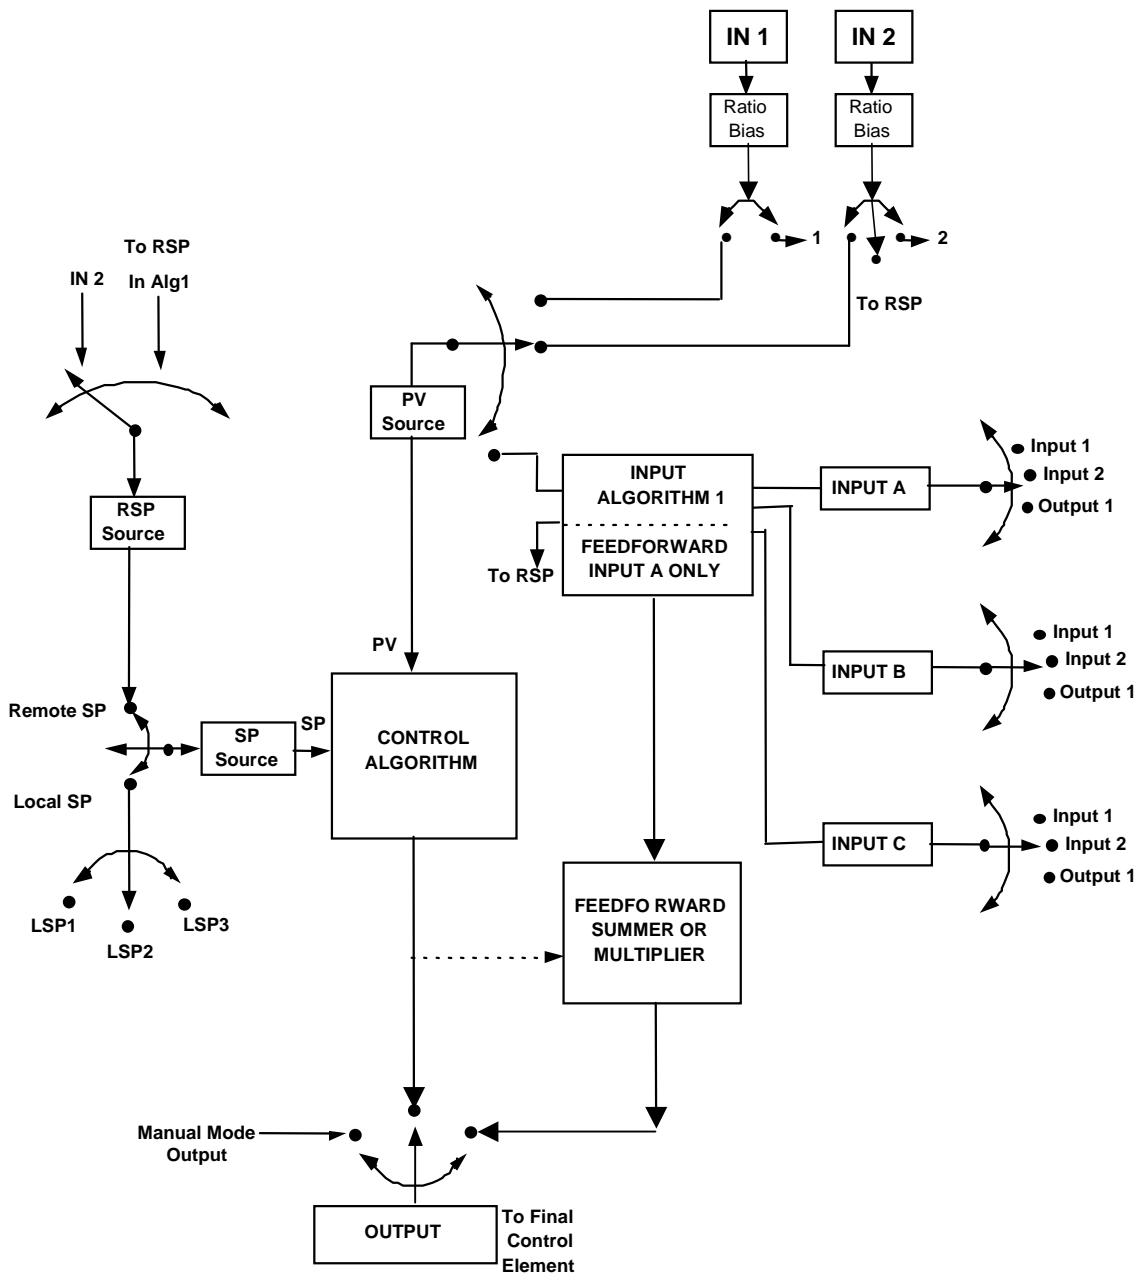 IN 1
IN 2
Ratio
Bias
Ratio
Bias
1
2
To RSP
To RSP
IN 2
In Alg1
PV
Source
RSP
Source
INPUT
ALGORITHM 1
FEEDFORWARD
INPUT A ONLY
To RSP
INPUT A
Input 1
Input 2
Output 1
INPUT B
Input 1
Input 2
Output 1
INPUT C
Input 1
Input 2
Output 1
PV
Remote SP
SP
Source
SP
CONTROL
ALGORITHM
Local SP
LSP1
LSP2
LSP3
FEEDFO RWARD
SUMMER OR
MULTIPLIER
Manual Mode
Output
OUTPUT
To Final
Control
Element